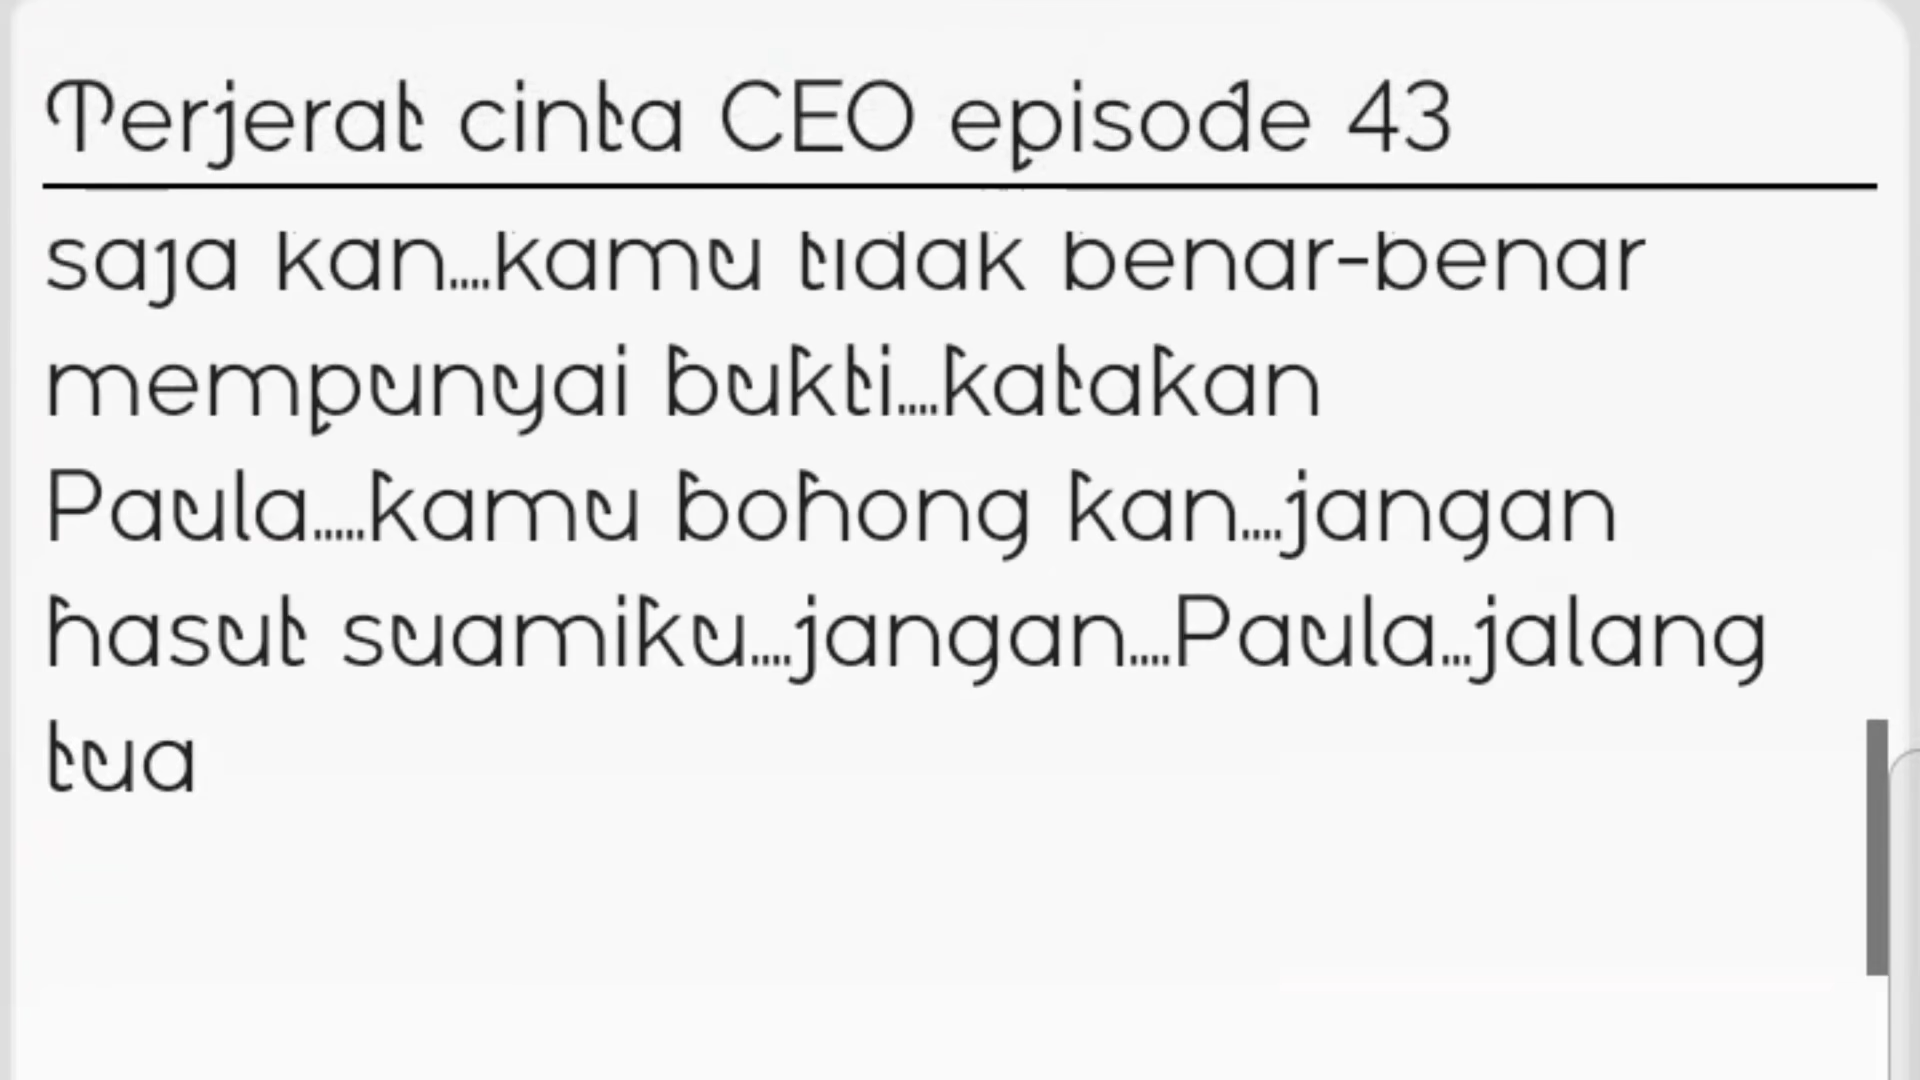 Terjerat cinta CEO episode 43
saja kan....kamu tidak benar-benar
mempunyai bukti....katakan
Paula.....kamu bohong kan....jangan
hasut suamiku....jangan....Paula...jalang
tua